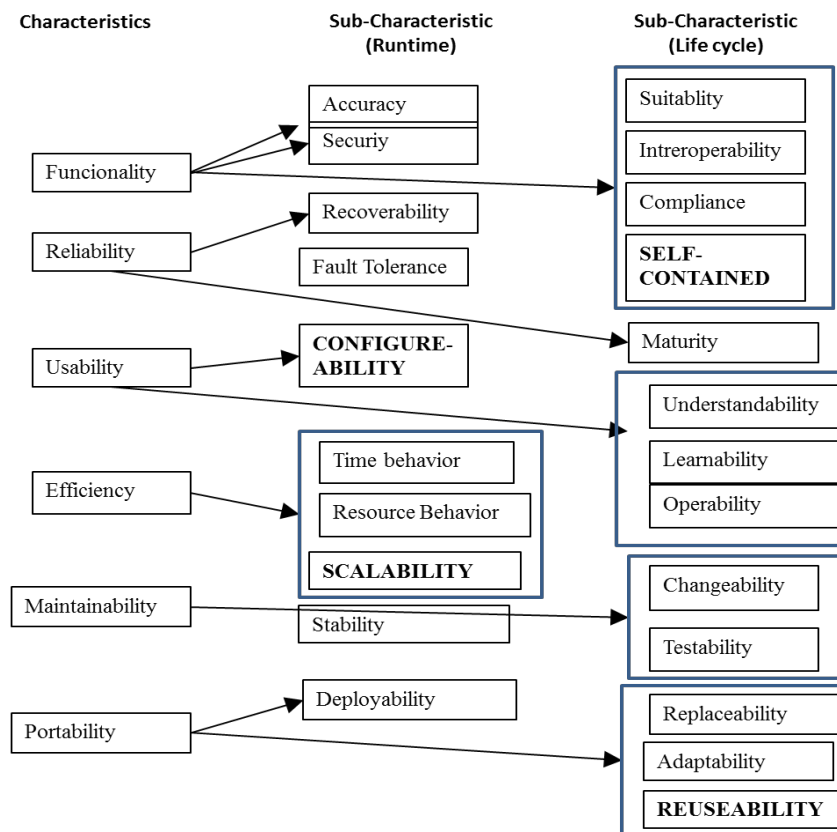 Characteristics
Sub-Characteristic
(Runtime)
Sub-Characteristic
(Life cycle)
Accuracy
Securiy
Suitablity
Intreroperability
Compliance
SELF-
CONTAINED
Funcionality
Recoverability
Reliability
Fault Tolerance
Maturity
CONFIGURE-
ABILITY
Usability
Understandability
Learnability
Operability
Time behavior
Efficiency
Resource Behavior
SCALABILITY
Changeability
Maintainability
Stability
Testability
Deployability
Portability
Replaceability
Adaptability
REUSEABILITY